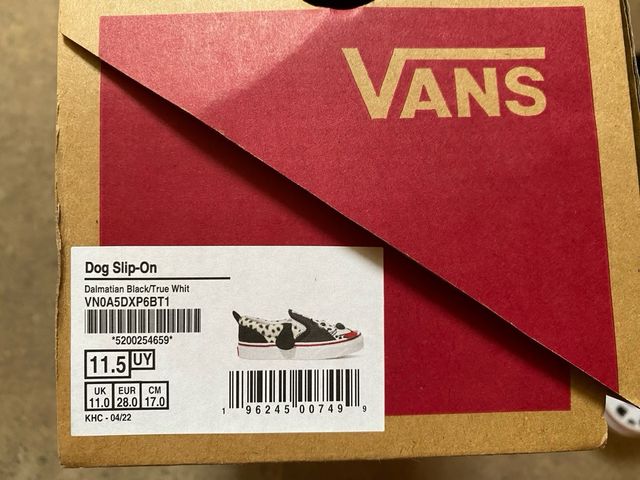 VANS
Dog Slip-On
Dalmatian Black/True Whit
VN0A5DXP6BT1
*5200254659*
11.5 UY
UK EUR CM
11.0 28.0 17.0
KHC - 04/22
1 96245 00749 9